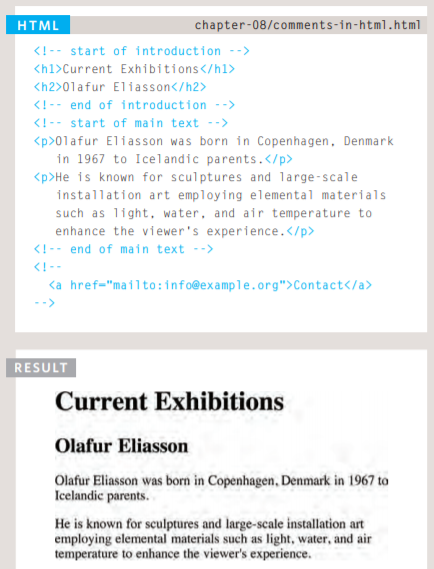 HTML
chapter-08/comments-in-html.html
<!-- start of introduction -->
<h1>Current Exhibitions</h1>
<h2>Olafur Eliasson</h2>
<!-- end of introduction -->
<!-- start of main text -->
<p>Olafur Eliasson was born in Copenhagen, Denmark
in 1967 to Icelandic parents.</p>
<p>He is known for sculptures and large-scale
installation art employing elemental materials
such as light, water, and air temperature to
enhance the viewer's experience.</p>
<!-- end of main text -->
<!--
<a href="mailto:info@example.org">Contact</a>
-->
RESULT
Current Exhibitions
Olafur Eliasson
Olafur Eliasson was born in Copenhagen, Denmark in 1967 to
Icelandic parents.
He is known for sculptures and large-scale installation art
employing elemental materials such as light, water, and air
temperature to enhance the viewer's experience.